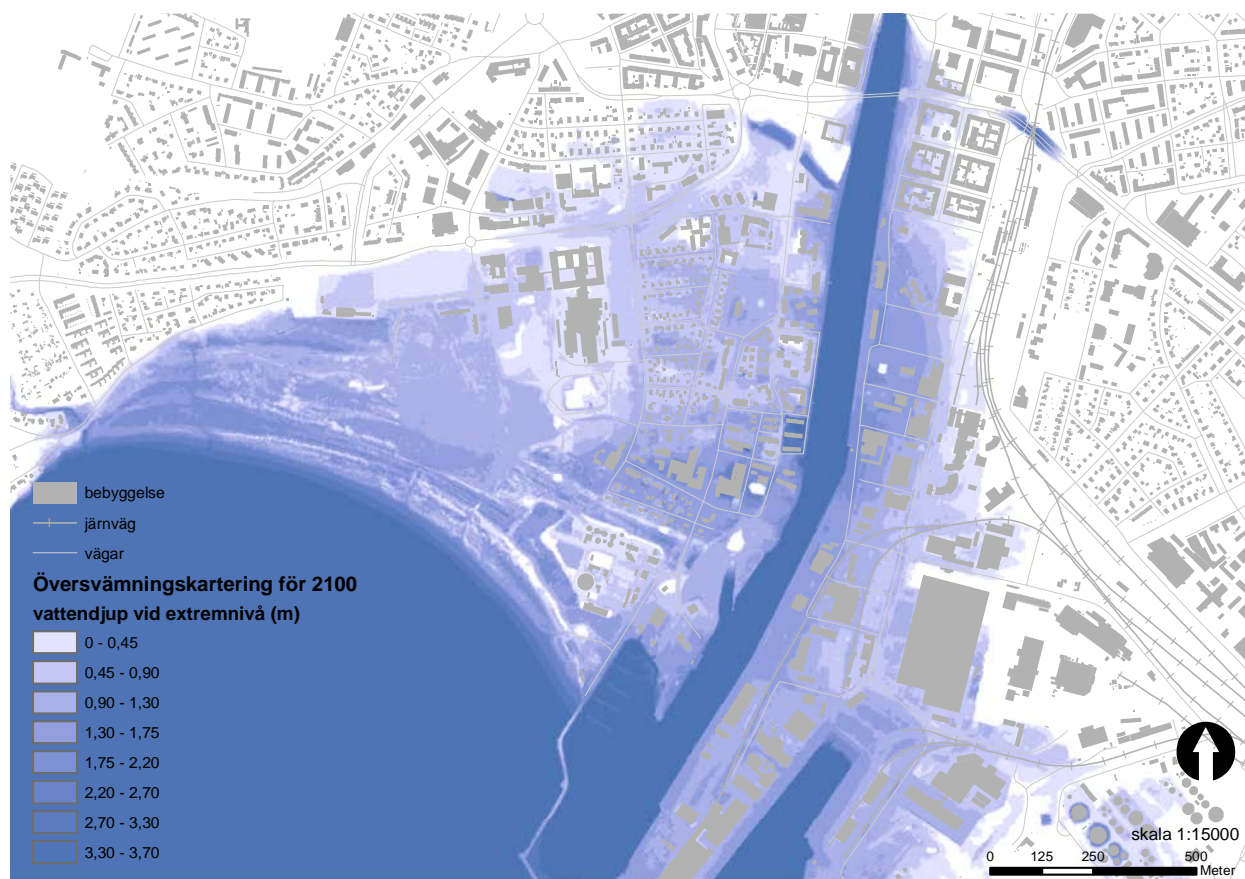 bebyggelse
järnväg
vägar
Översvämningskartering för 2100
vattendjup vid extremnivå (m)
0 - 0,45
0,45 - 0,90
0,90 - 1,30
1,30 - 1,75
1,75 - 2,20
2,20 - 2,70
2,70 - 3,30
3,30 - 3,70
skala 1:15000
0 125 250 500
Meter